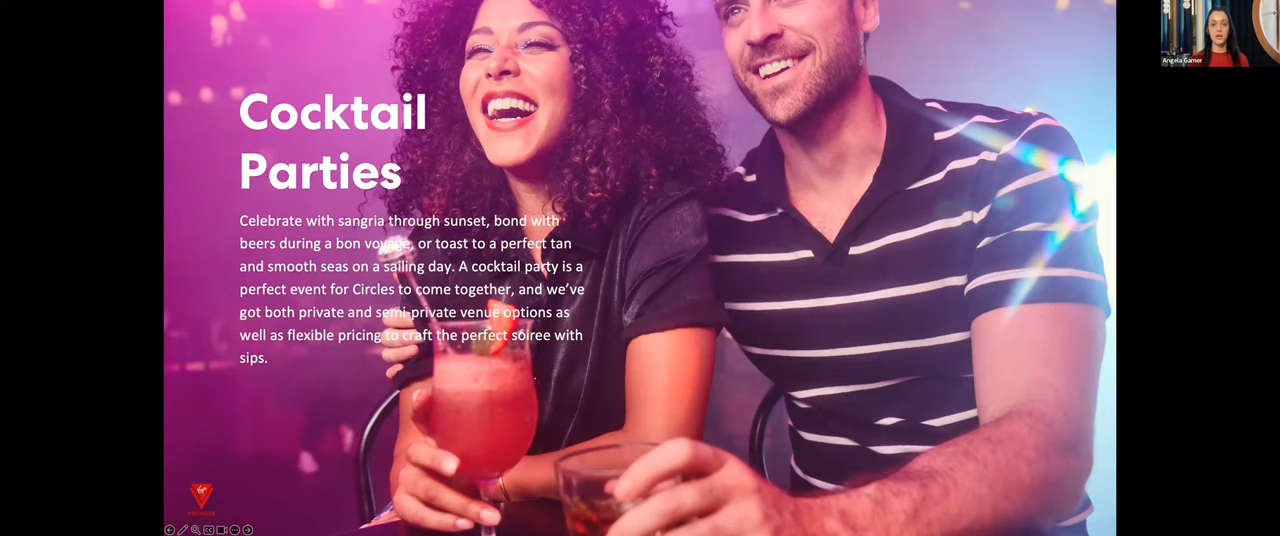 Cocktail
Parties
Celebrate with sangria through sunset, bond with
beers during a bon voyage, or toast to a perfect tan
and smooth seas on a sailing day. A cocktail party is a
perfect event for Circles to come together, and we've
got both private and semi-private venue options as
well as flexible pricing to craft the perfect soiree with
sips.
Virgin
VOYAGES
Angela Garner